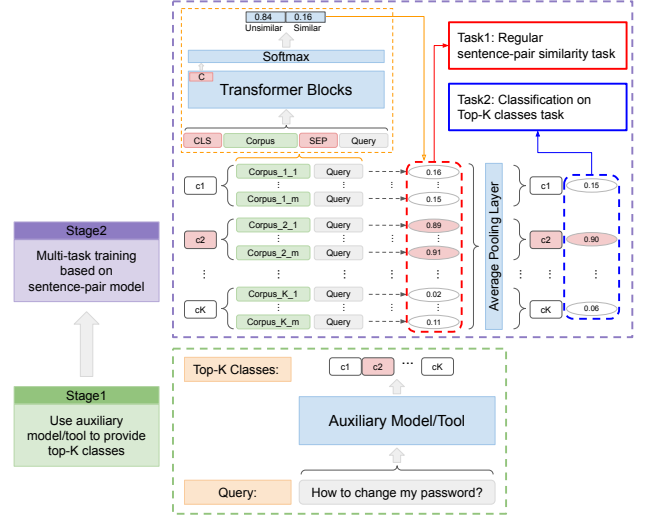 0.84 0.16
Unsimilar Similar
Softmax
C
Transformer Blocks
CLS Corpus SEP Query
Task1: Regular
sentence-pair similarity task
Task2: Classification on
Top-K classes task
c1
Corpus_1_1 Query 0.16
⋮ ⋮ ⋮
Corpus_1_m Query 0.15
c2
Corpus_2_1 Query 0.89
⋮ ⋮ ⋮
Corpus_2_m Query 0.91
⋮ ⋮ ⋮ ⋮
cK
Corpus_K_1 Query 0.02
⋮ ⋮ ⋮
Corpus_K_m Query 0.11
Average Pooling Layer
c1 0.15
⋮ ⋮
c2 0.90
⋮ ⋮
cK 0.06
Stage2
Multi-task training
based on
sentence-pair model
Stage1
Use auxiliary
model/tool to provide
top-K classes
Top-K Classes: c1 c2 ... cK
Auxiliary Model/Tool
Query: How to change my password?